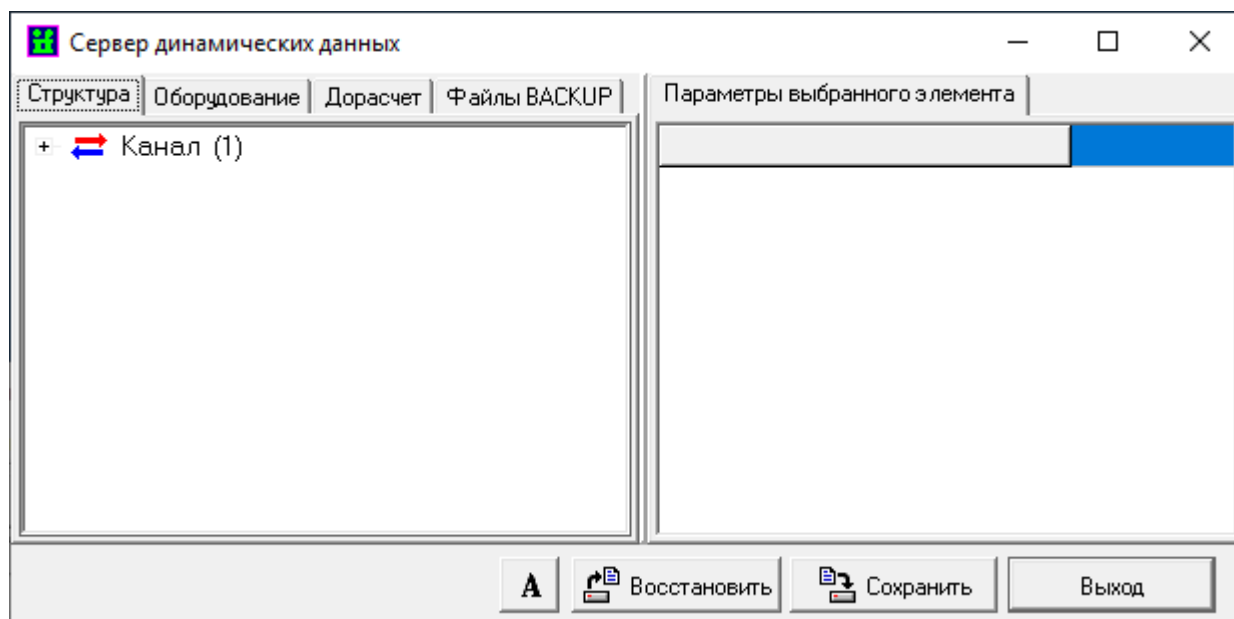 Сервер динамических данных
Структура Оборудование Дорасчет Файлы BACKUP Параметры выбранного элемента
Канал (1)
A Восстановить Сохранить Выход